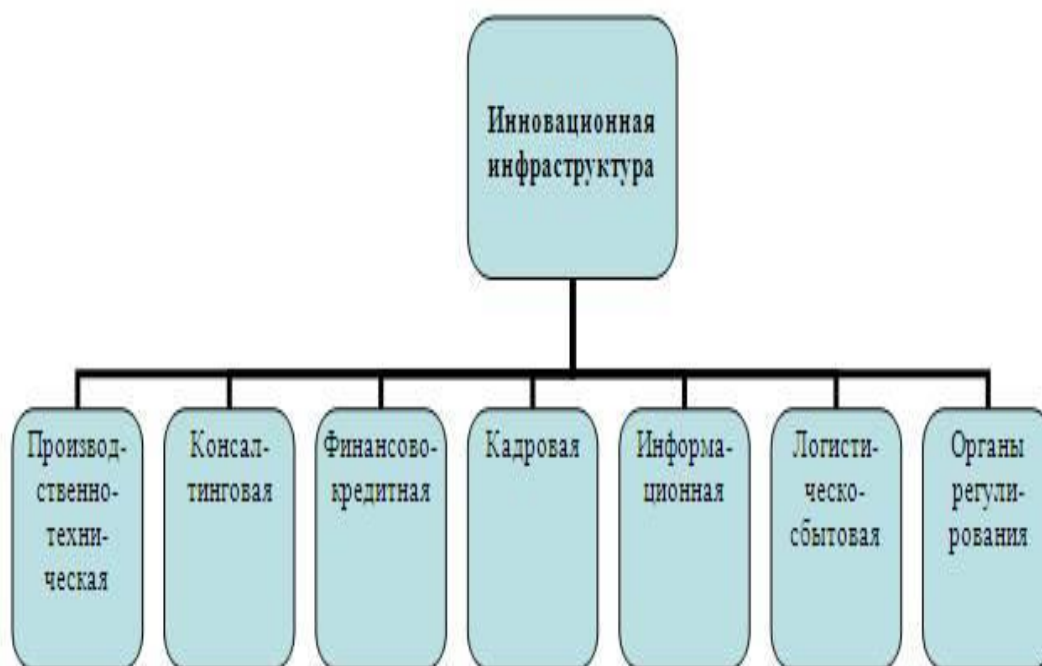 Инновационная
инфраструктура
Производ-
ственно-
техни-
ческая
Консал-
тинговая
Финансово-
кредитная
Кадровая
Информа-
ционная
Логисти-
ческо-
сбытовая
Органы
регули-
рования